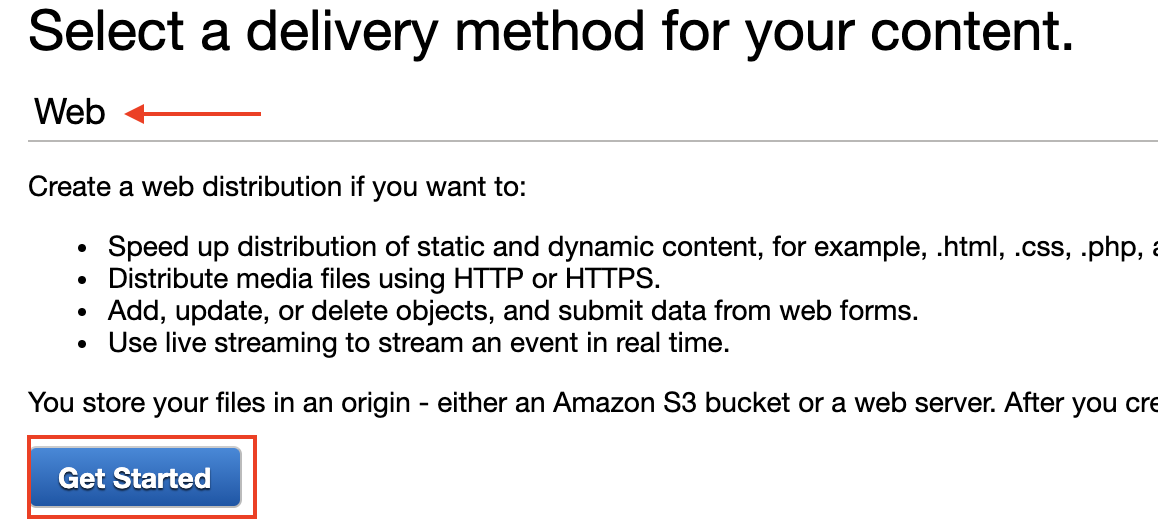 Select a delivery method for your content.
Web
Create a web distribution if you want to:
• Speed up distribution of static and dynamic content, for example, .html, .css, .php,
• Distribute media files using HTTP or HTTPS.
• Add, update, or delete objects, and submit data from web forms.
• Use live streaming to stream an event in real time.
You store your files in an origin - either an Amazon S3 bucket or a web server. After you
Get Started